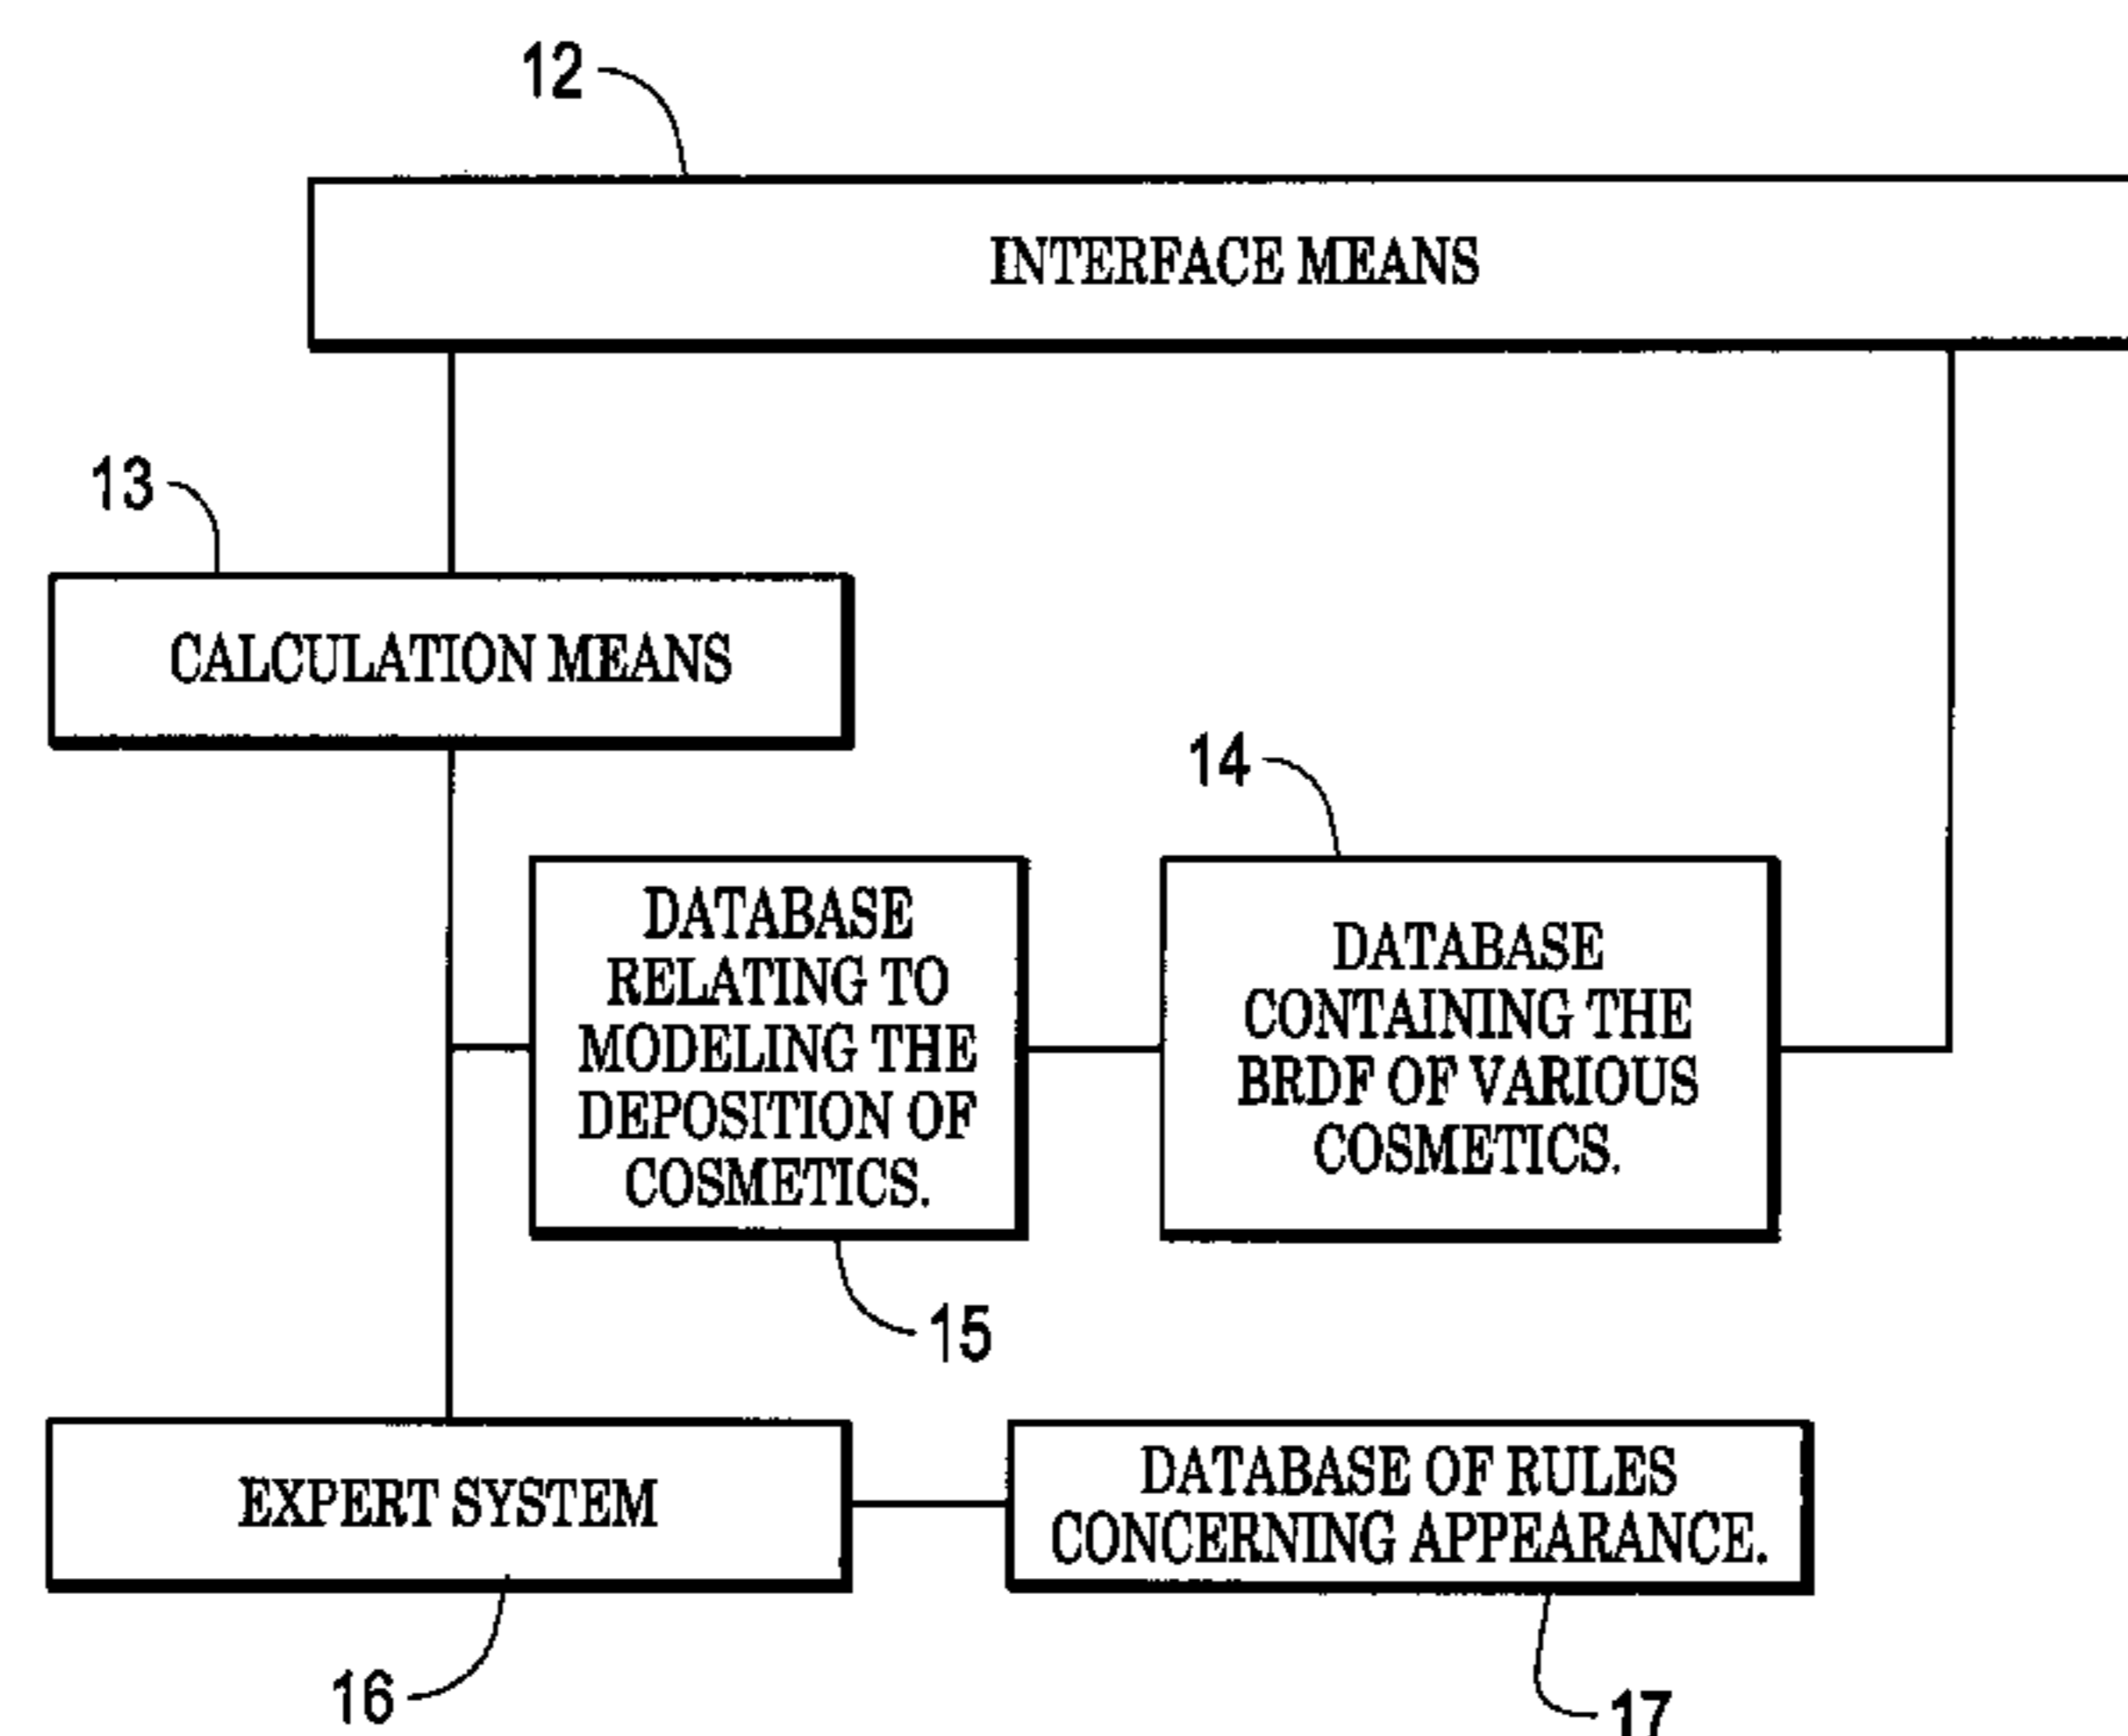 12
INTERFACE MEANS
13
CALCULATION MEANS
14
DATABASE
RELATING TO
MODELING THE
DEPOSITION OF
COSMETICS.
DATABASE
CONTAINING THE
BRDF OF VARIOUS
COSMETICS.
15
EXPERT SYSTEM
DATABASE OF RULES
CONCERNING APPEARANCE.
16
17